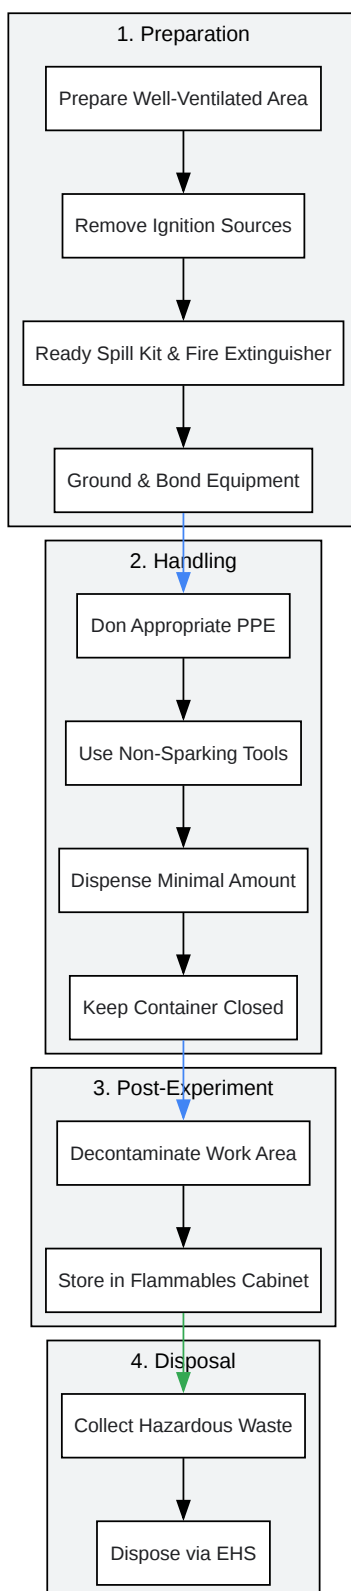 1. Preparation
Prepare Well-Ventilated Area
Remove Ignition Sources
Ready Spill Kit & Fire Extinguisher
Ground & Bond Equipment
2. Handling
Don Appropriate PPE
Use Non-Sparking Tools
Dispense Minimal Amount
Keep Container Closed
3. Post-Experiment
Decontaminate Work Area
Store in Flammables Cabinet
4. Disposal
Collect Hazardous Waste
Dispose via EHS